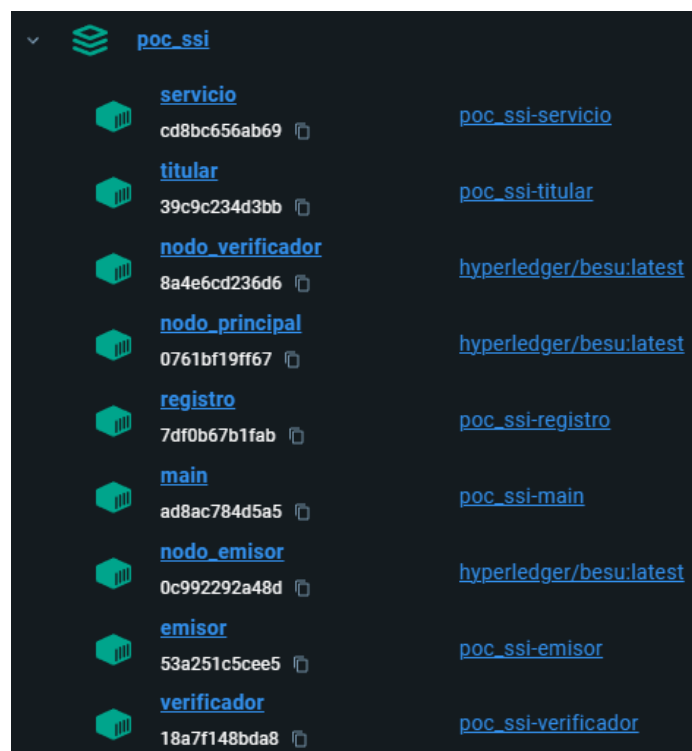 poc_ssi
servicio
cd8bc656ab69
poc_ssi-servicio
titular
39c9c234d3bb
poc_ssi-titular
nodo_verificador
8a4e6cd236d6
hyperledger/besu:latest
nodo_principal
0761bf19ff67
hyperledger/besu:latest
registro
7df0b67b1fab
poc_ssi-registro
main
ad8ac784d5a5
poc_ssi-main
nodo_emisor
0c992292a48d
hyperledger/besu:latest
emisor
53a251c5cee5
poc_ssi-emisor
verificador
18a7f148bda8
poc_ssi-verificador